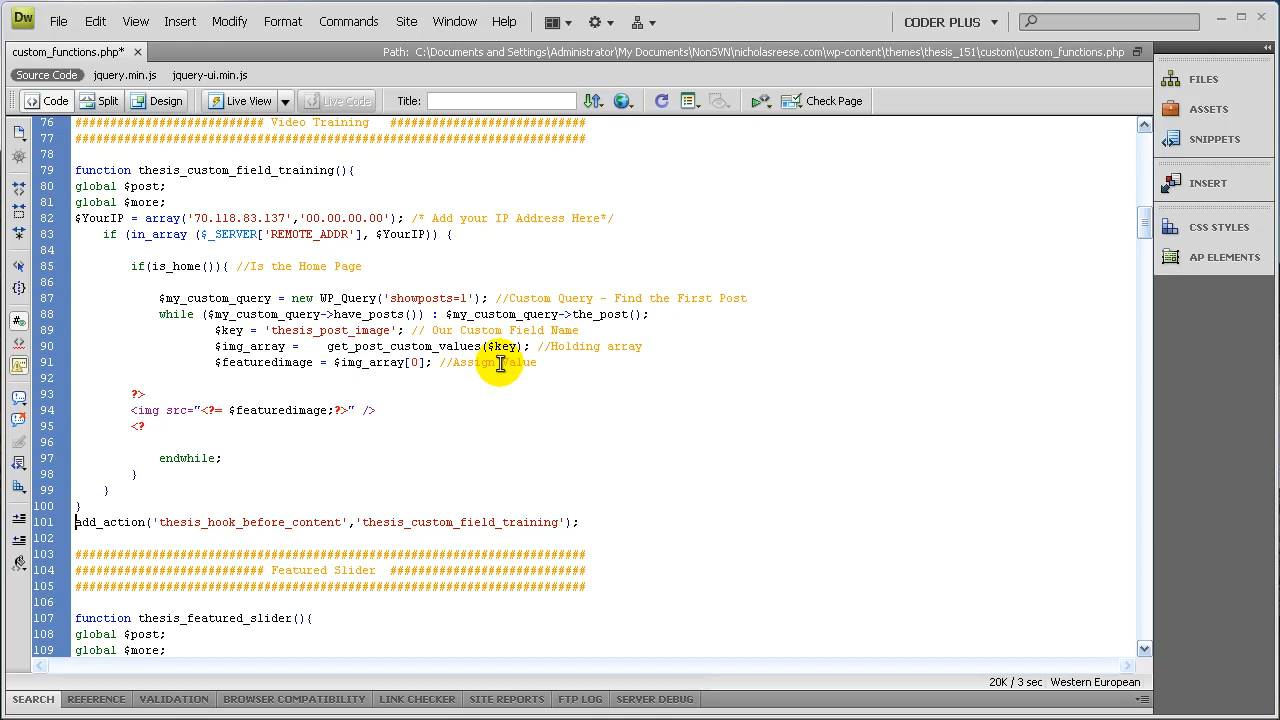 Dw File Edit View Insert Modify Format Commands Site Window Help CODER PLUS
custom_functions.php* Path: C:\Documents and Settings\Administrator\My Documents\NonSVN\nicholasreese\wp-content\themes\thesis_151\custom\custom_functions.php
Source Code jquery.min.js jquery-ui.min.js
Code Split Design Live View Live Code Title: Check Page
FILES
ASSETS
SNIPPETS
INSERT
CSS STYLES
AP ELEMENTS
76 ########################### Video Training ############################
77 #########################################################################
78
79 function thesis_custom_field_training(){
80 global $post;
81 global $more;
82 $YourIP = array('70.118.83.137','00.00.00.00'); /* Add your IP Address Here*/
83 if (in_array ($_SERVER['REMOTE_ADDR'], $YourIP)) {
84
85 if(is_home()){ //Is the Home Page
86
87 $my_custom_query = new WP_Query('showposts=1'); //Custom Query - Find the First Post
88 while ($my_custom_query->have_posts()) : $my_custom_query->the_post();
89 $key = 'thesis_post_image'; // Our Custom Field Name
90 $img_array = get_post_custom_values($key); //Holding array
91 $featuredimage = $img_array[0]; //Assign Value
92
93 ?>
94 <img src="<?= $featuredimage;?>" />
95 <?
96
97 endwhile;
98 }
99 }
100 }
101 add_action('thesis_hook_before_content','thesis_custom_field_training');
102
103 #########################################################################
104 ########################### Featured Slider ############################
105 #########################################################################
106
107 function thesis_featured_slider(){
108 global $post;
109 global $more;
20K / 3 sec Western European
SEARCH REFERENCE VALIDATION BROWSER COMPATIBILITY LINK CHECKER SITE REPORTS FTP LOG SERVER DEBUG